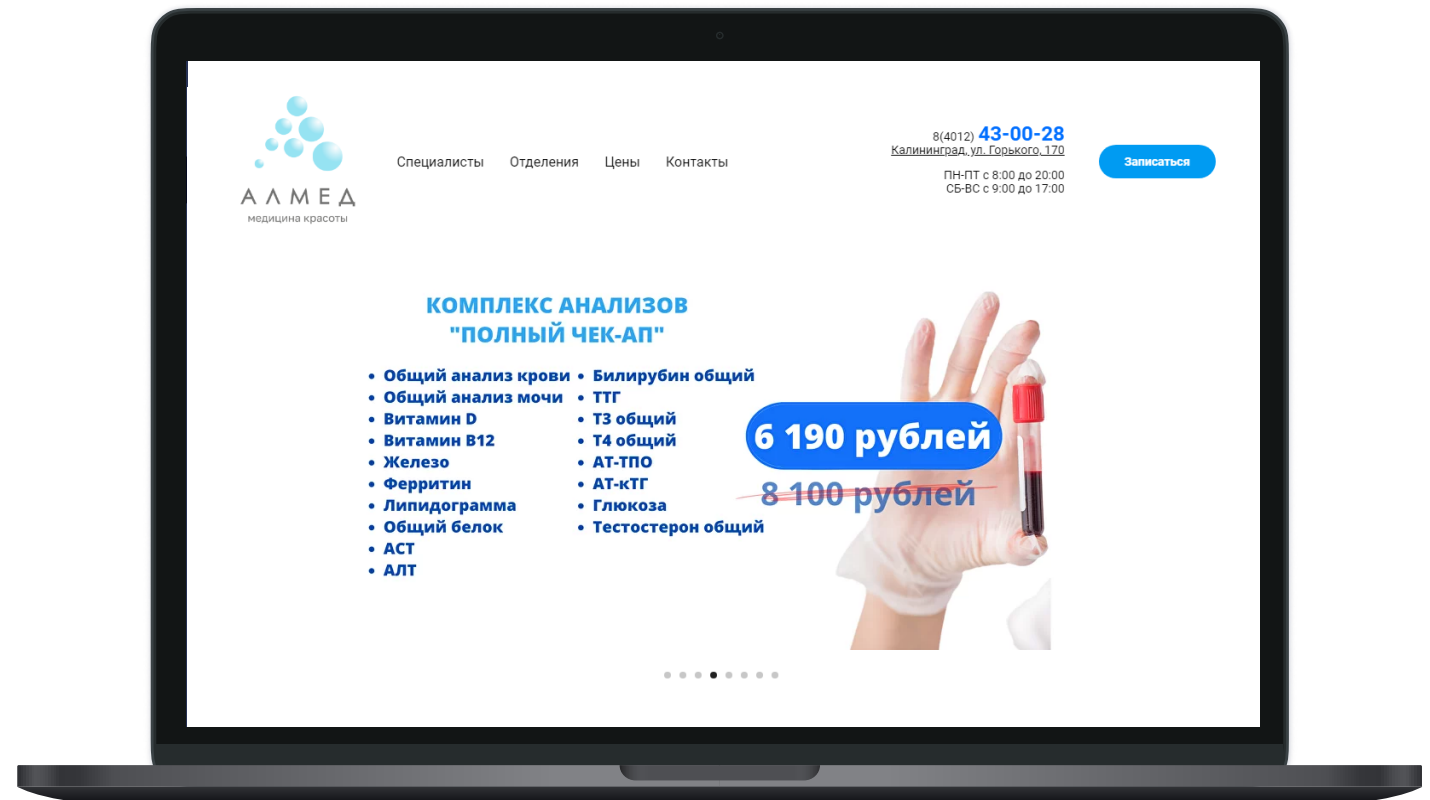 АЛМЕД
медицина красоты
Специалисты
Отделения
Цены
Контакты
8(4012) 43-00-28
Калининград, ул. Горького, 170
ПН-ПТ с 8:00 до 20:00
СБ-ВС с 9:00 до 17:00
Записаться
КОМПЛЕКС АНАЛИЗОВ
"ПОЛНЫЙ ЧЕК-АП"
• Общий анализ крови
• Общий анализ мочи
• Витамин D
• Витамин B12
• Железо
• Ферритин
• Липидограмма
• Общий белок
• АСТ
• АЛТ
• Билирубин общий
• ТТГ
• Т3 общий
• Т4 общий
• АТ-ТПО
• АТ-кТГ
• Глюкоза
• Тестостерон общий
6 190 рублей
8 100 рублей